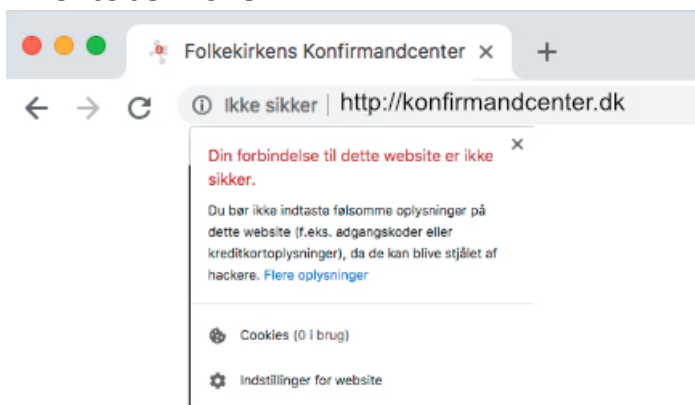 Folkekirkens Konfirmandcenter
Ikke sikker | http://konfirmandcenter.dk
Din forbindelse til dette website er ikke
sikker.
Du bør ikke indtaste følsomme oplysninger på
dette website (f.eks. adgangskoder eller
kreditkortoplysninger), da de kan blive stjålet af
hackere. Flere oplysninger
Cookies (0 i brug)
Indstillinger for website